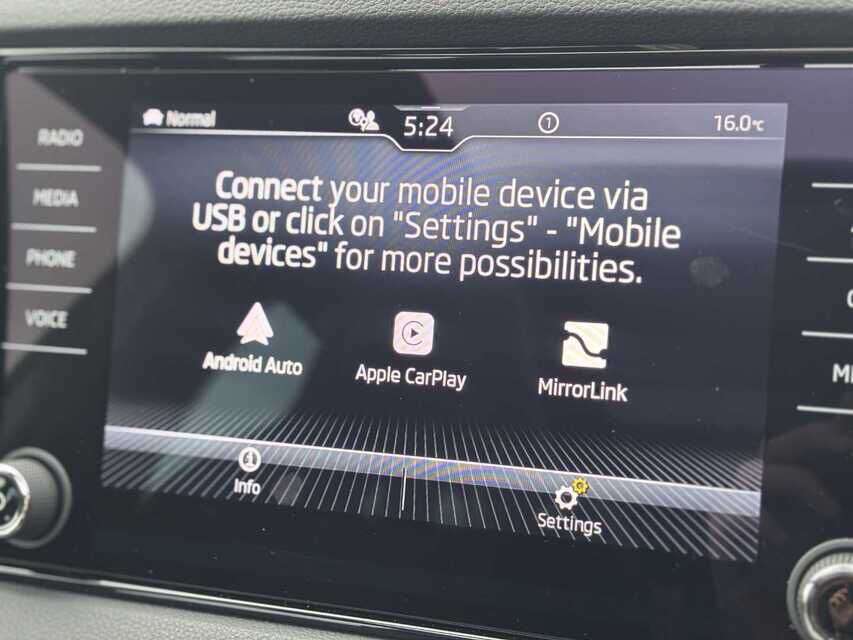 Normal 5:24 1 16.0°C
RADIO
MEDIA
PHONE
VOICE
Connect your mobile device via
USB or click on "Settings" - "Mobile
devices" for more possibilities.
Android Auto Apple CarPlay MirrorLink
Info Settings